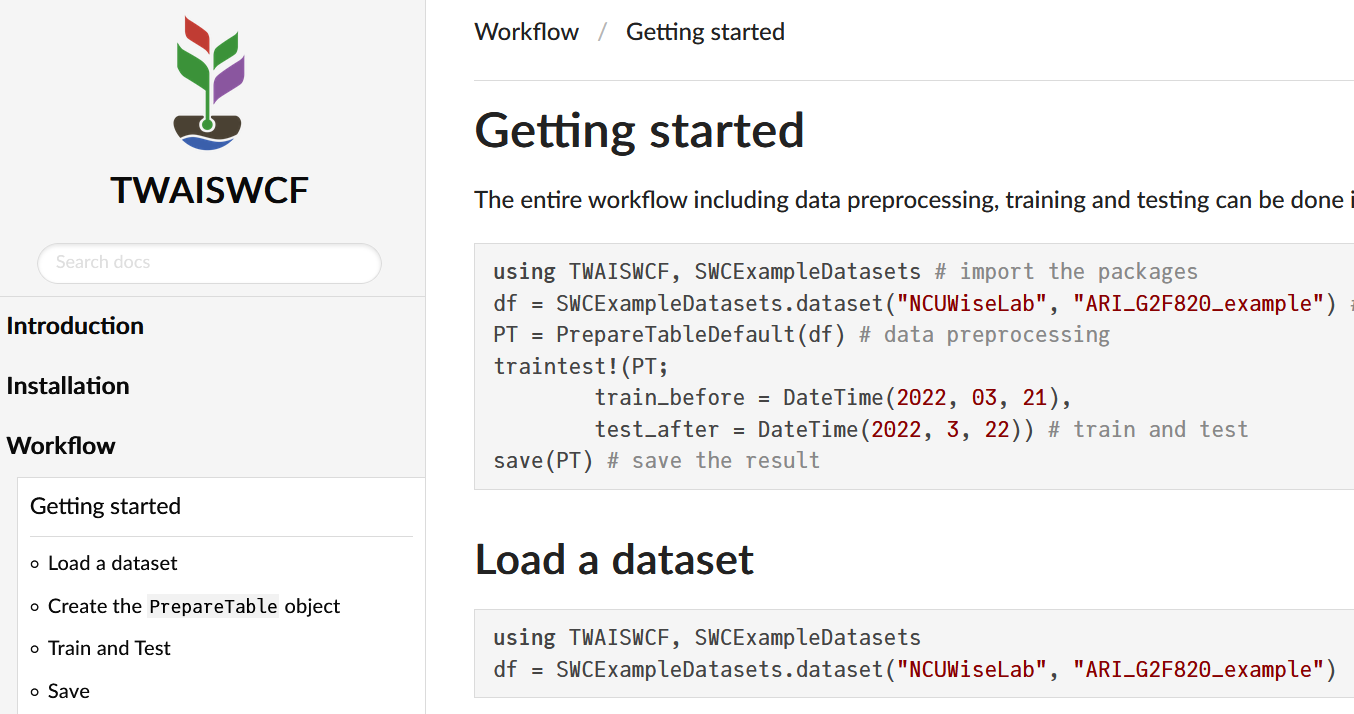 TWAISWCF
Search docs
Introduction
Installation
Workflow
Getting started
Load a dataset
Create the PrepareTable object
Train and Test
Save
Workflow / Getting started
Getting started
The entire workflow including data preprocessing, training and testing can be done
using TWAISWCF, SWCExampleDatasets # import the packages
df = SWCExampleDatasets.dataset("NCUWiseLab", "ARI_G2F820_example") #
PT = PrepareTableDefault(df) # data preprocessing
traintest!(PT;
train_before = DateTime(2022, 03, 21),
test_after = DateTime(2022, 3, 22)) # train and test
save(PT) # save the result
Load a dataset
using TWAISWCF, SWCExampleDatasets
df = SWCExampleDatasets.dataset("NCUWiseLab", "ARI_G2F820_example")